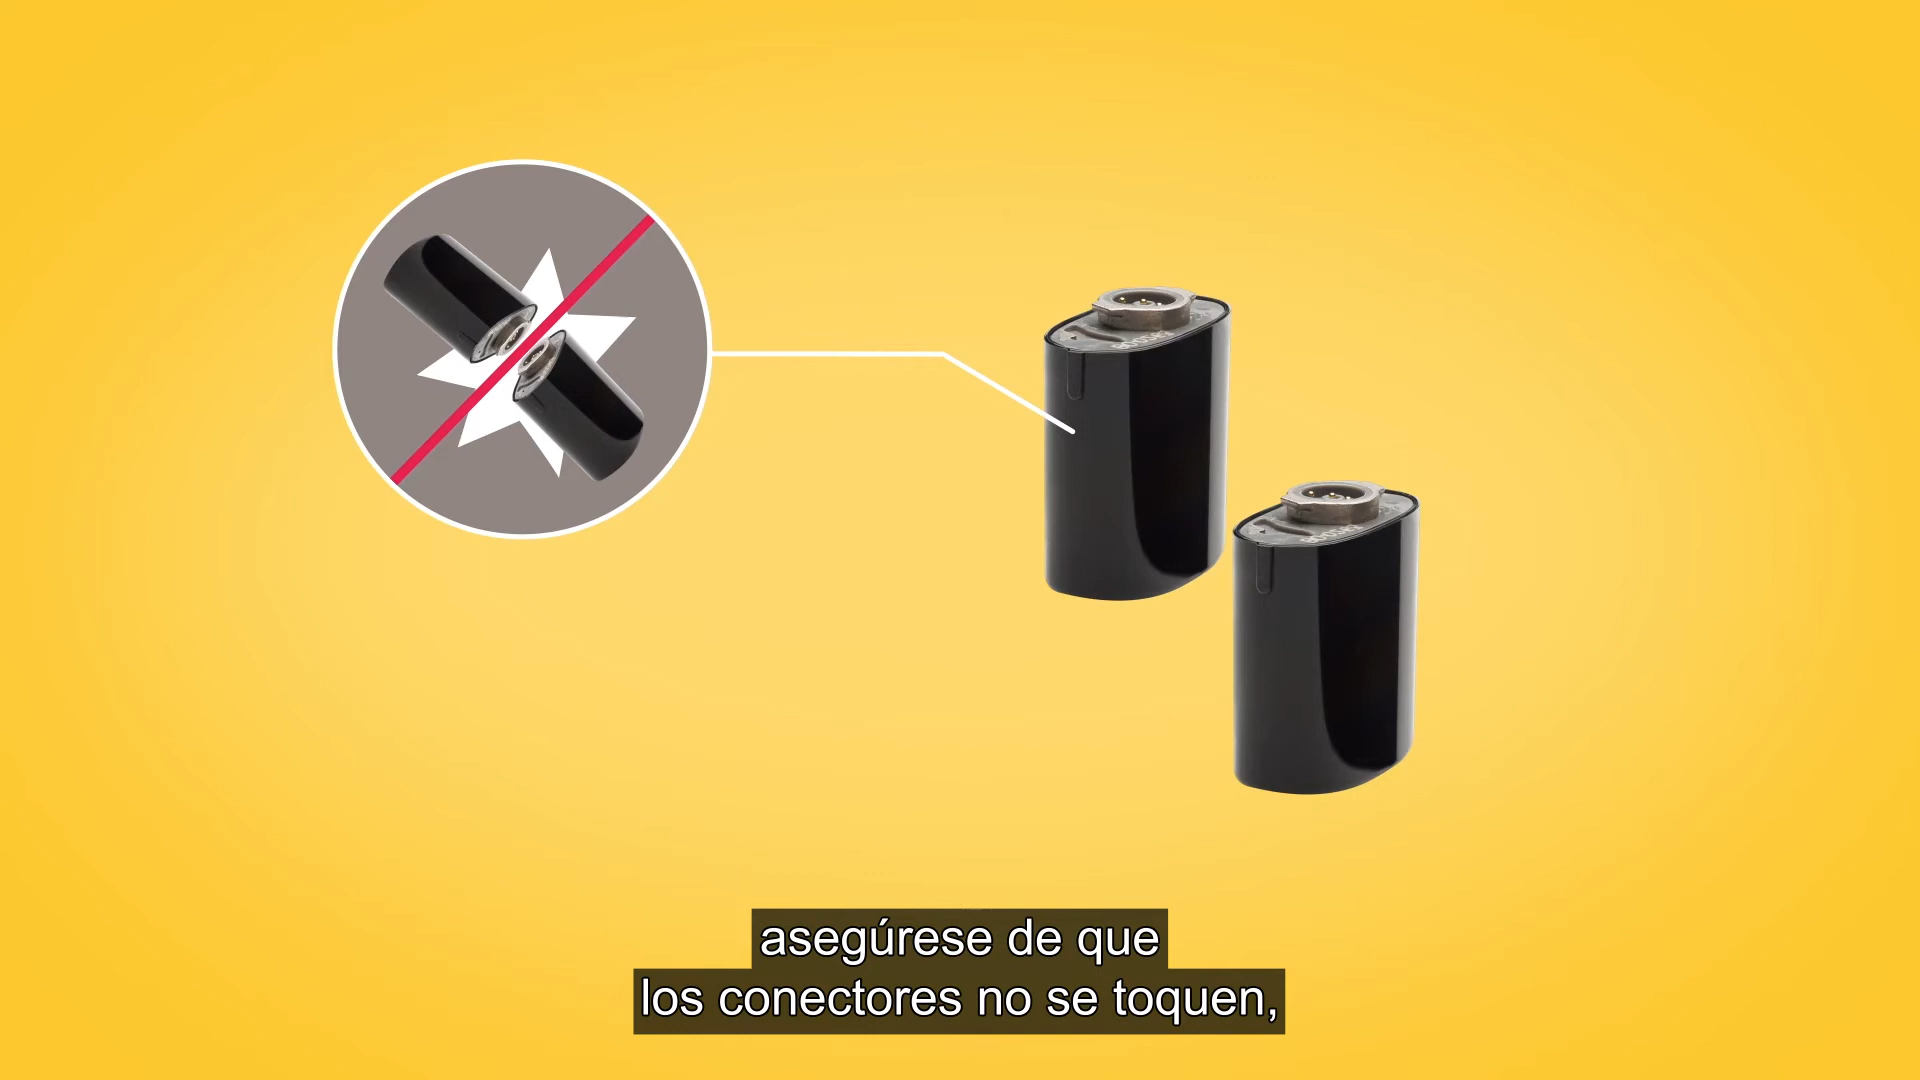 asegúrese de que
los conectores no se toquen,